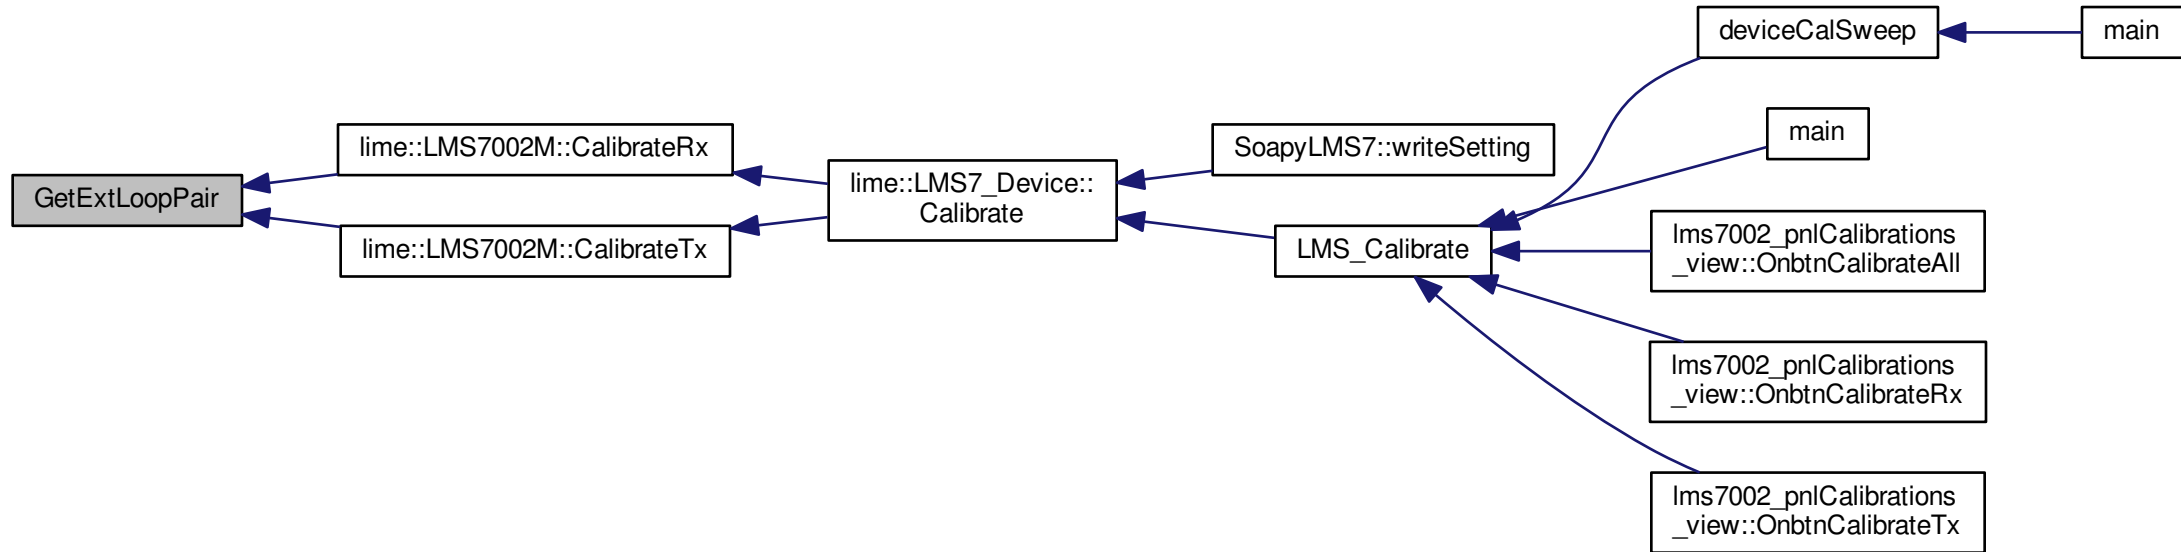 GetExtLoopPair
lime::LMS7002M::CalibrateRx
lime::LMS7002M::CalibrateTx
lime::LMS7_Device::
Calibrate
SoapyLMS7::writeSetting
LMS_Calibrate
deviceCalSweep
main
main
lms7002_pnlCalibrations
_view::OnbtnCalibrateAll
lms7002_pnlCalibrations
_view::OnbtnCalibrateRx
lms7002_pnlCalibrations
_view::OnbtnCalibrateTx